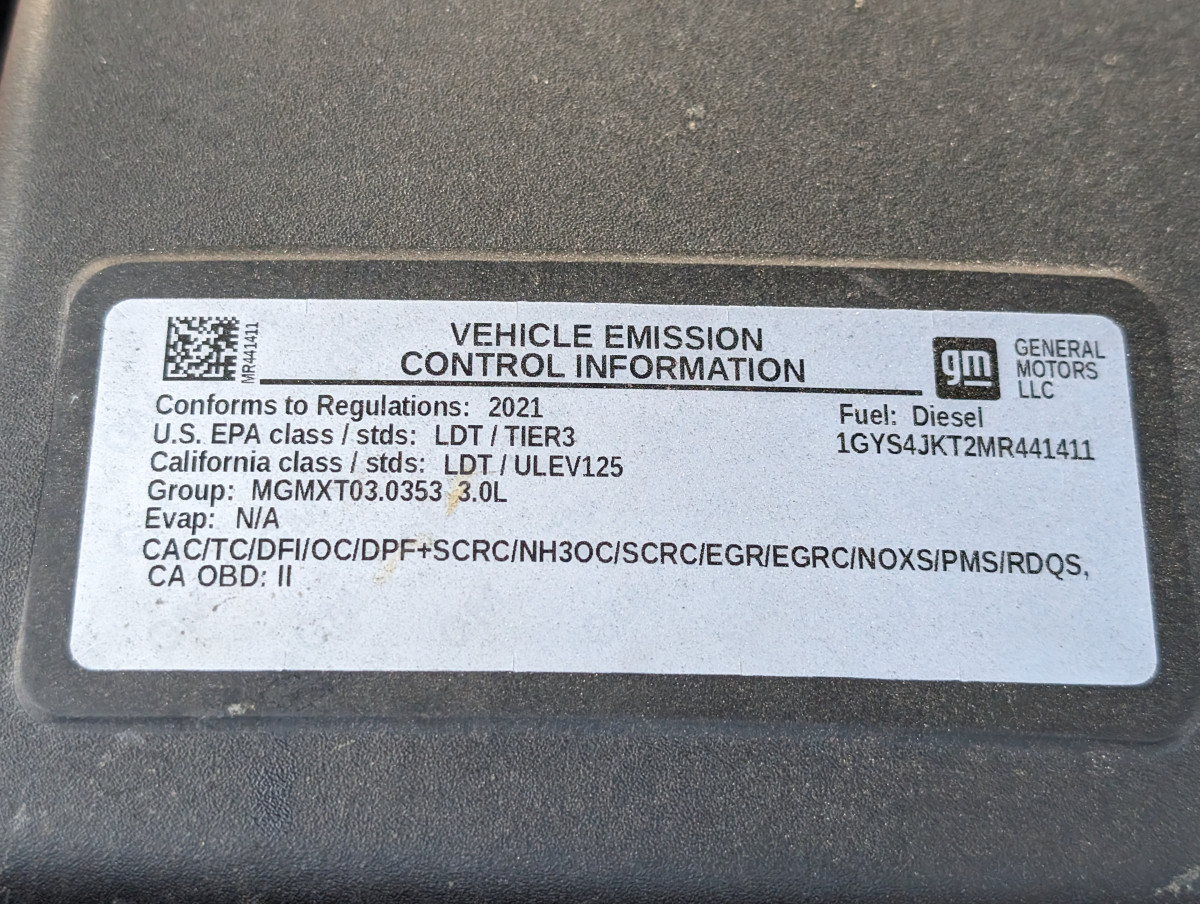 MR441411
VEHICLE EMISSION
CONTROL INFORMATION
gm
GENERAL
MOTORS
LLC
Conforms to Regulations: 2021
U.S. EPA class / stds: LDT / TIER3
California class / stds: LDT / ULEV125
Group: MGMXT03.0353 3.0L
Evap: N/A
Fuel: Diesel
1GYS4JKT2MR441411
CAC/TC/DFI/OC/DPF+SCRC/NH3OC/SCRC/EGR/EGRC/NOXS/PMS/RDQS,
CA OBD: II